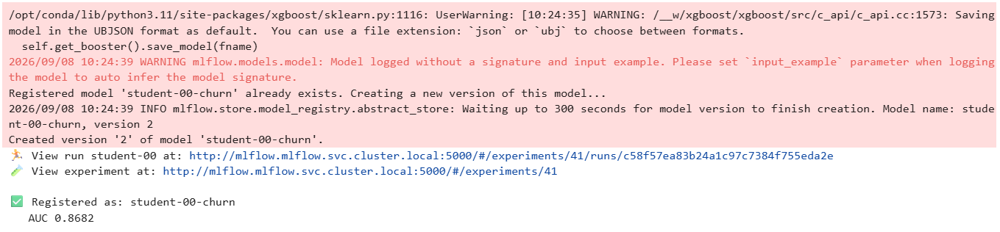 /opt/conda/lib/python3.11/site-packages/xgboost/sklearn.py:1116: UserWarning: [10:24:35] WARNING: /__w/xgboost/xgboost/src/c_api/c_api.cc:1573: Saving
model in the UBJSON format as default.  You can use a file extension: `json` or `ubj` to choose between formats.
  self.get_booster().save_model(fname)
2026/09/08 10:24:39 WARNING mlflow.models.model: Model logged without a signature and input example. Please set `input_example` parameter when logging
the model to auto infer the model signature.
Registered model 'student-00-churn' already exists. Creating a new version of this model...
2026/09/08 10:24:39 INFO mlflow.store.model_registry.abstract_store: Waiting up to 300 seconds for model version to finish creation. Model name: stude
nt-00-churn, version 2
Created version '2' of model 'student-00-churn'.
🏃 View run student-00 at: http://mlflow.mlflow.svc.cluster.local:5000/#/experiments/41/runs/c58f57ea83b24a1c97c7384f755eda2e
🧪 View experiment at: http://mlflow.mlflow.svc.cluster.local:5000/#/experiments/41
✅ Registered as: student-00-churn
   AUC 0.8682